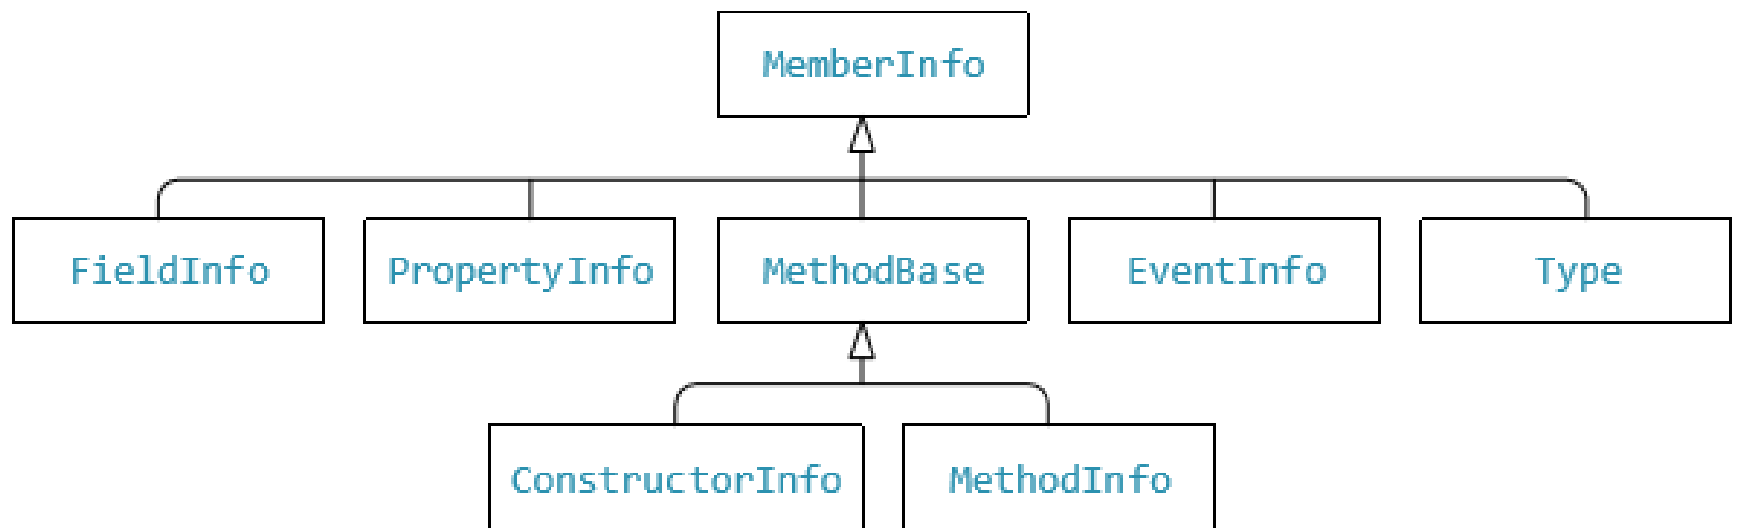 MemberInfo
FieldInfo
PropertyInfo
MethodBase
EventInfo
Type
ConstructorInfo
MethodInfo